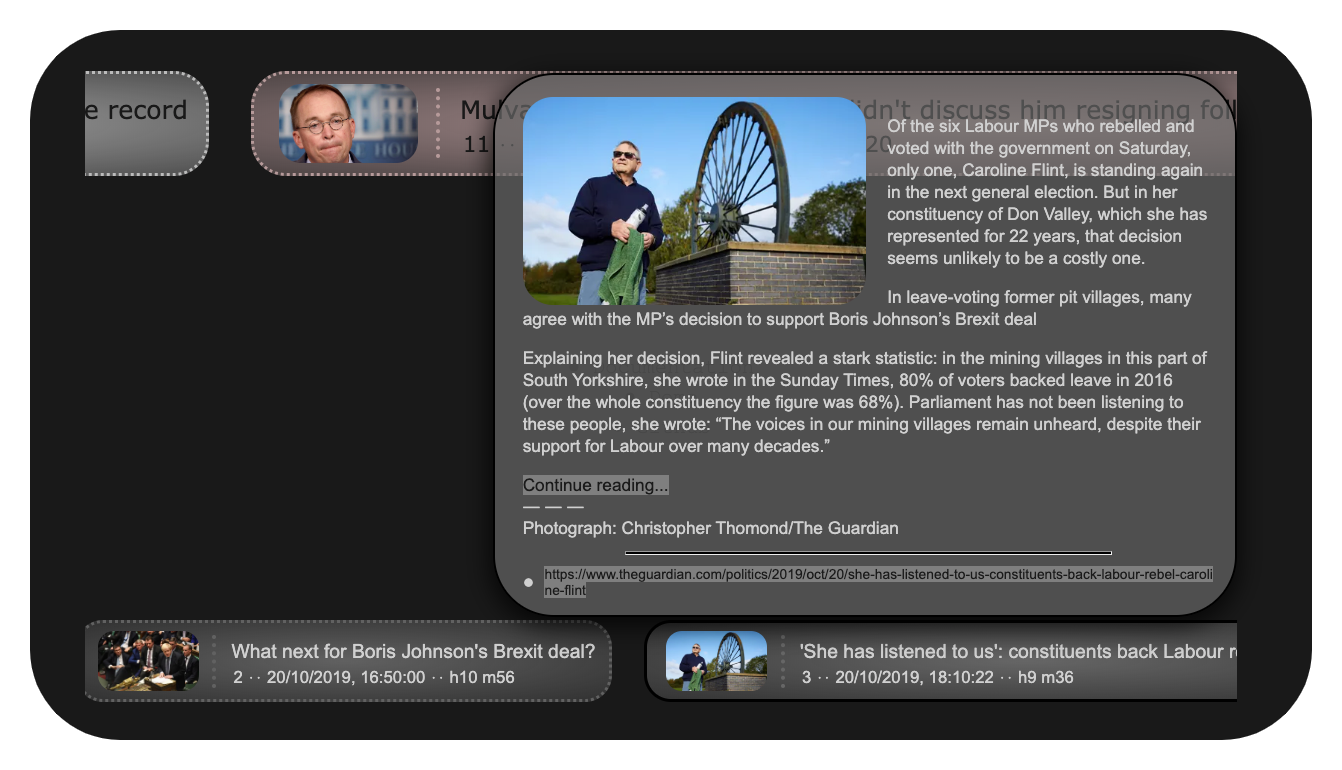 e record
Mulva idn't discuss him resigning foll
11 ·· 20
Of the six Labour MPs who rebelled and
voted with the government on Saturday,
only one, Caroline Flint, is standing again
in the next general election. But in her
constituency of Don Valley, which she has
represented for 22 years, that decision
seems unlikely to be a costly one.
In leave-voting former pit villages, many
agree with the MP’s decision to support Boris Johnson’s Brexit deal
Explaining her decision, Flint revealed a stark statistic: in the mining villages in this part of
South Yorkshire, she wrote in the Sunday Times, 80% of voters backed leave in 2016
(over the whole constituency the figure was 68%). Parliament has not been listening to
these people, she wrote: “The voices in our mining villages remain unheard, despite their
support for Labour over many decades.”
Continue reading...
— — —
Photograph: Christopher Thomond/The Guardian
https://www.theguardian.com/politics/2019/oct/20/she-has-listened-to-us-constituents-back-labour-rebel-caroli
ne-flint
What next for Boris Johnson's Brexit deal?
2 ·· 20/10/2019, 16:50:00 ·· h10 m56
'She has listened to us': constituents back Labour r
3 ·· 20/10/2019, 18:10:22 ·· h9 m36